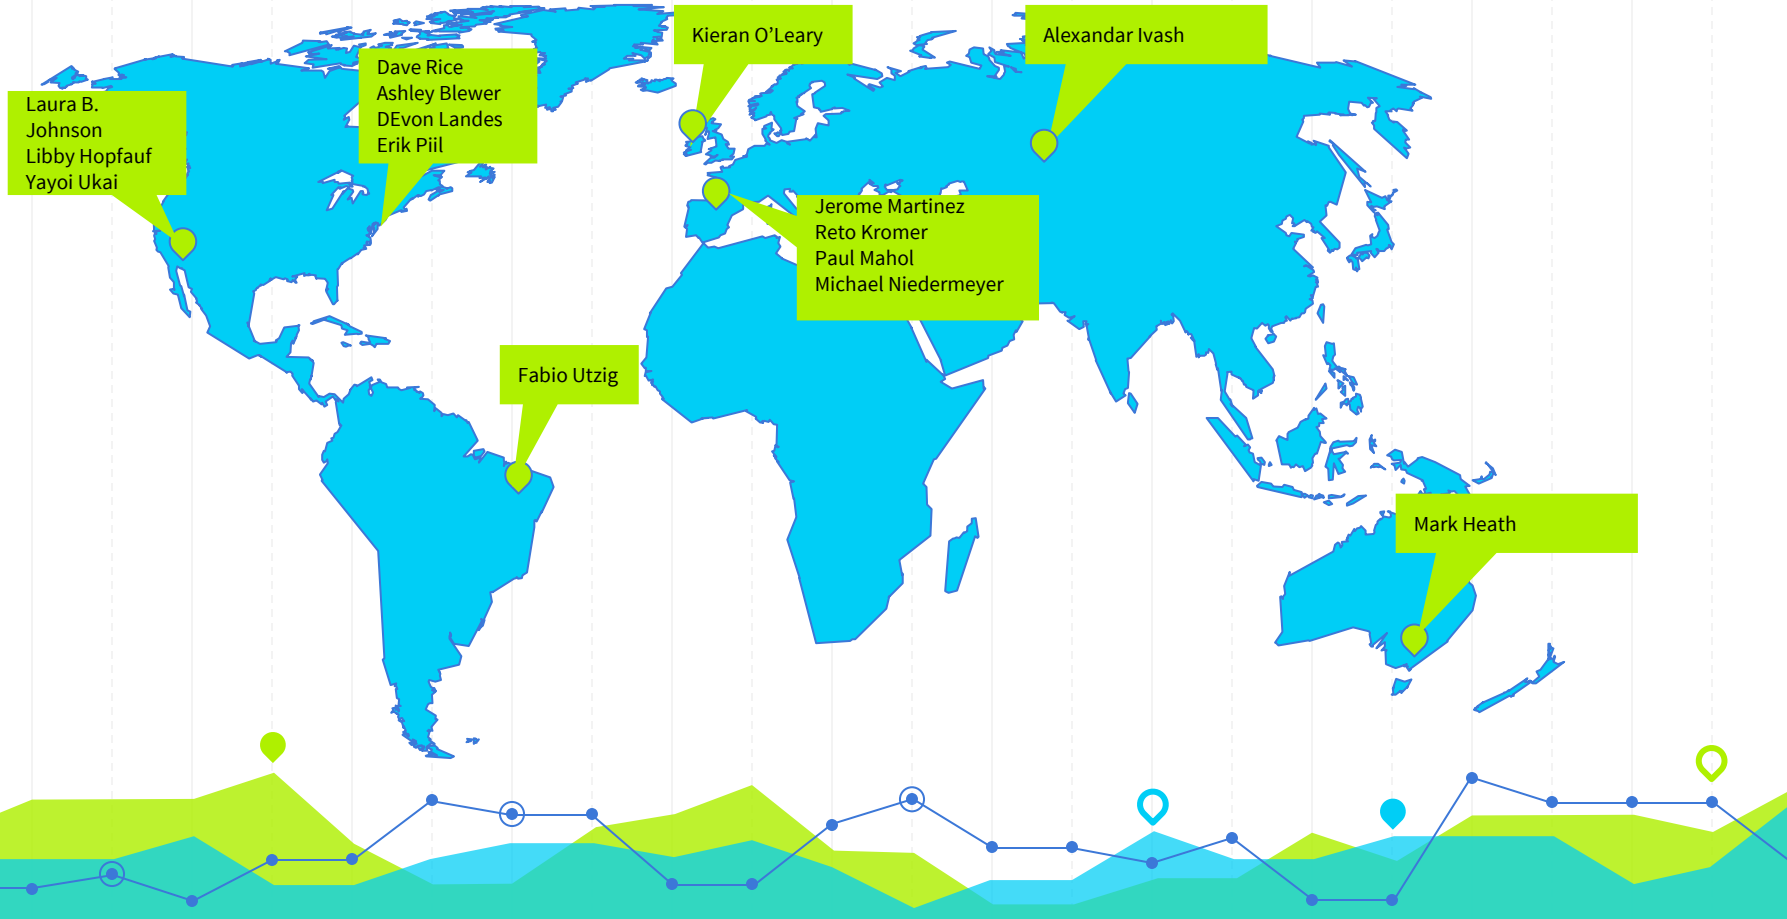 Kieran O’Leary
Alexandar Ivash
Dave Rice
Ashley Blewer
DEvon Landes
Erik Piil
Laura B.
Johnson
Libby Hopfauf
Yayoi Ukai
Jerome Martinez
Reto Kromer
Paul Mahol
Michael Niedermeyer
Fabio Utzig
Mark Heath